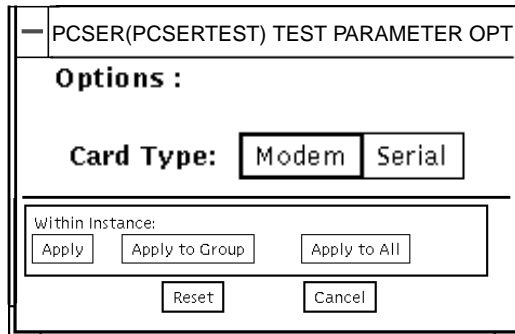 PCSER(PCSERTEST) TEST PARAMETER OPT
Options :
Card Type: Modem Serial
Within Instance:
Apply Apply to Group Apply to All
Reset Cancel